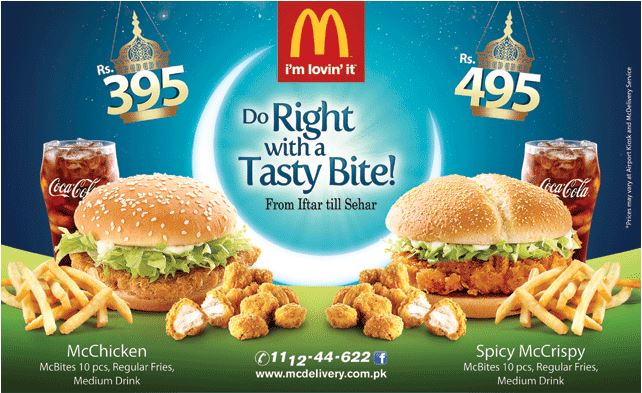 Rs.
395
i'm lovin' it™
Rs.
495
Do Right
with a
Tasty Bite!
From Iftar till Sehar
*Prices may vary at Airport Kiosk and McDelivery Service
Coca-Cola
Coca-Cola
McChicken
McBites 10 pcs, Regular Fries,
Medium Drink
1112-44-622 f
www.mcdelivery.com.pk
Spicy McCrispy
McBites 10 pcs, Regular Fries,
Medium Drink